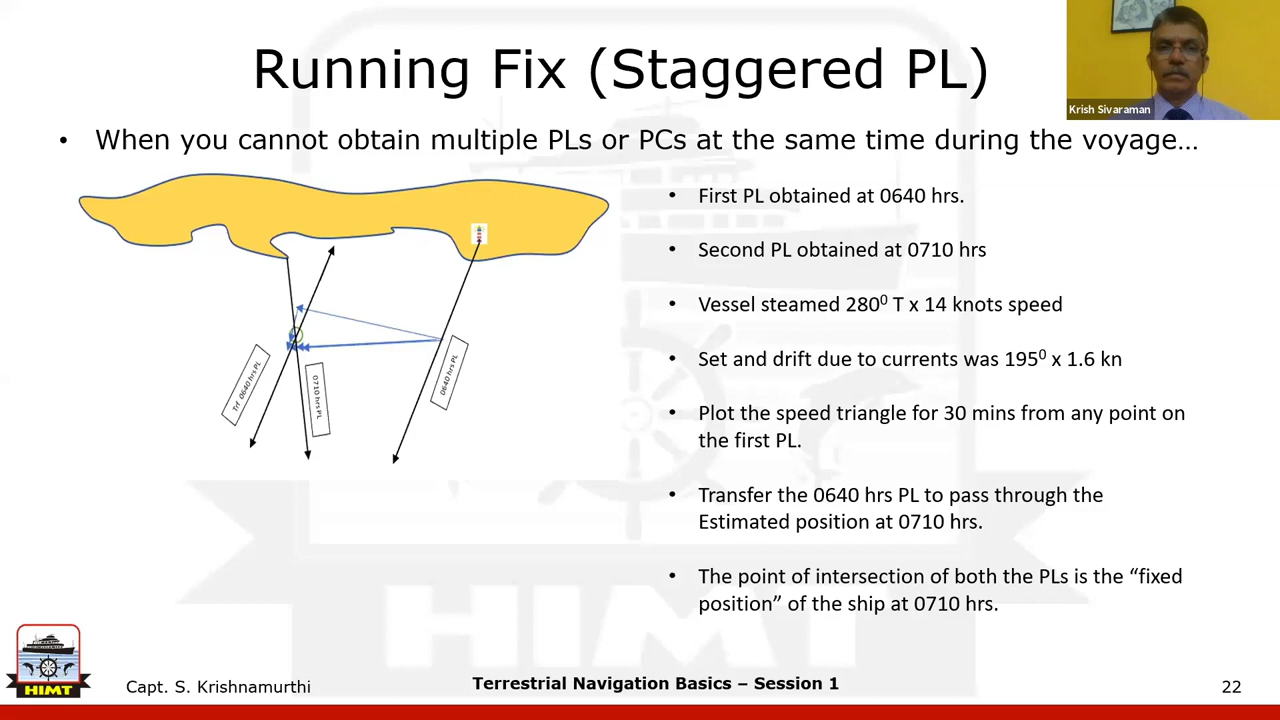 Running Fix (Staggered PL)
Krish Sivaraman
• When you cannot obtain multiple PLs or PCs at the same time during the voyage…
• First PL obtained at 0640 hrs.
• Second PL obtained at 0710 hrs
• Vessel steamed 280⁰ T x 14 knots speed
• Set and drift due to currents was 195⁰ x 1.6 kn
• Plot the speed triangle for 30 mins from any point on
the first PL.
• Transfer the 0640 hrs PL to pass through the
Estimated position at 0710 hrs.
• The point of intersection of both the PLs is the “fixed
position” of the ship at 0710 hrs.
Trf 0640 hrs PL
0710 hrs PL
0640 hrs PL
HIMT
HIMT
Capt. S. Krishnamurthi
Terrestrial Navigation Basics – Session 1
22